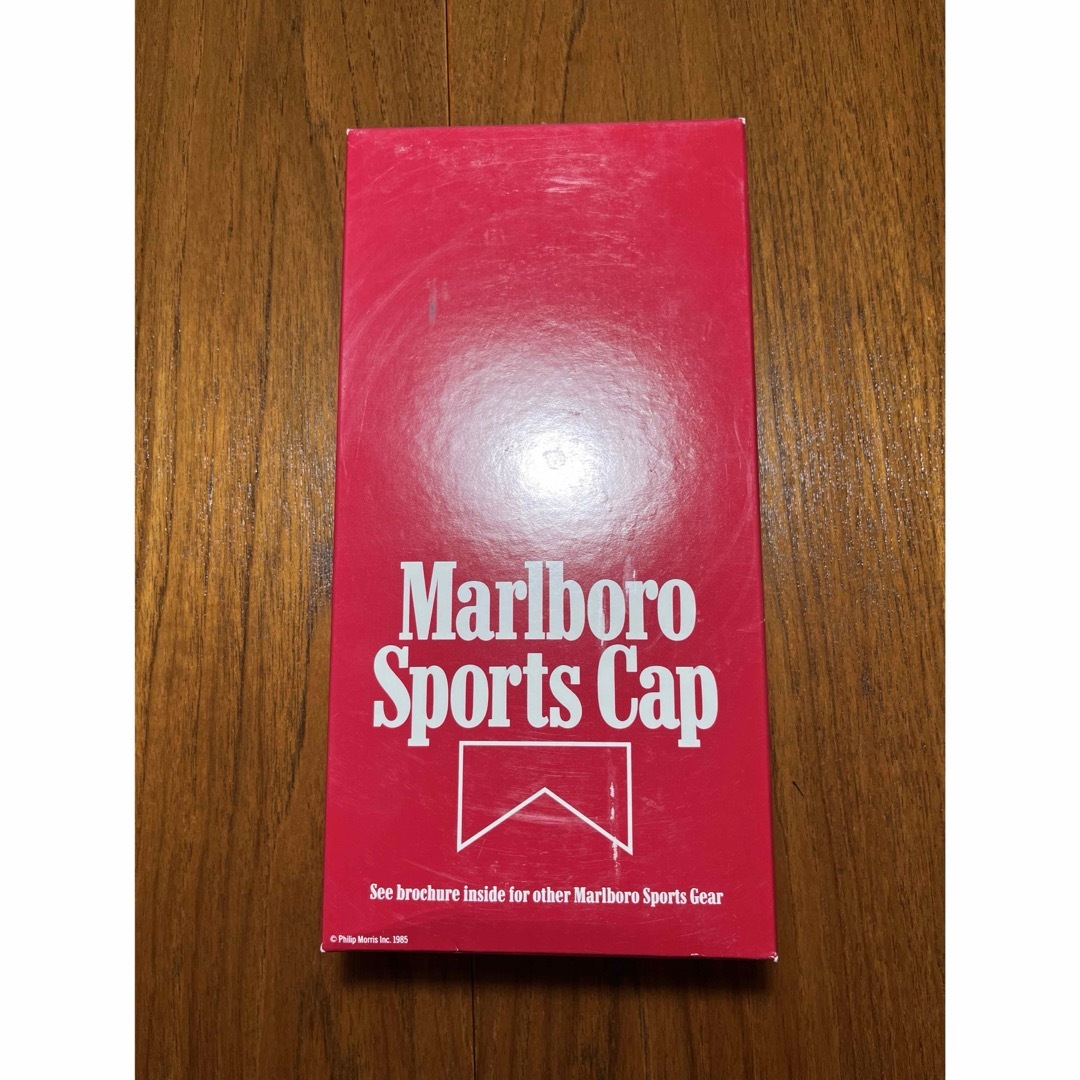 Marlboro
Sports Cap
See brochure inside for other Marlboro Sports Gear
© Philip Morris Inc. 1985